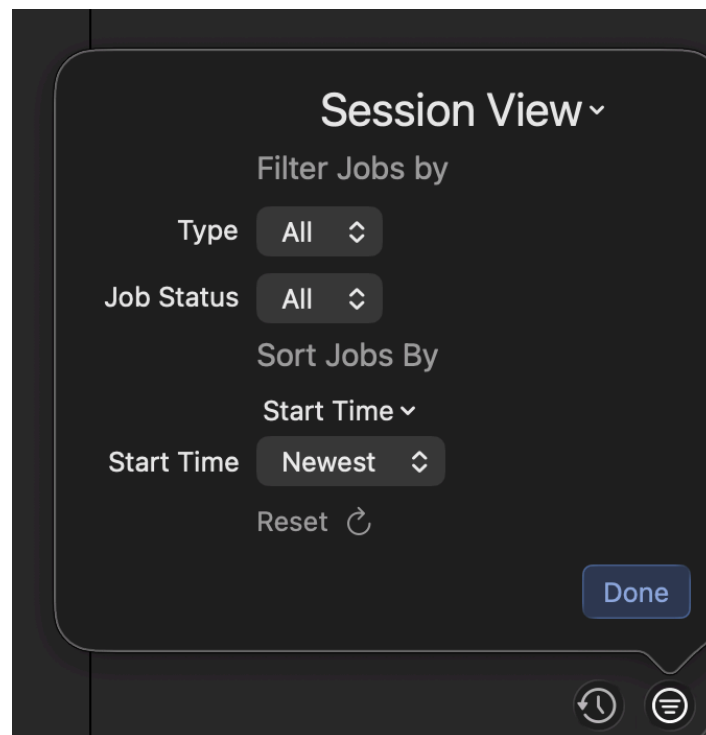 Session View
Filter Jobs by
Type All
Job Status All
Sort Jobs By
Start Time
Start Time Newest
Reset
Done